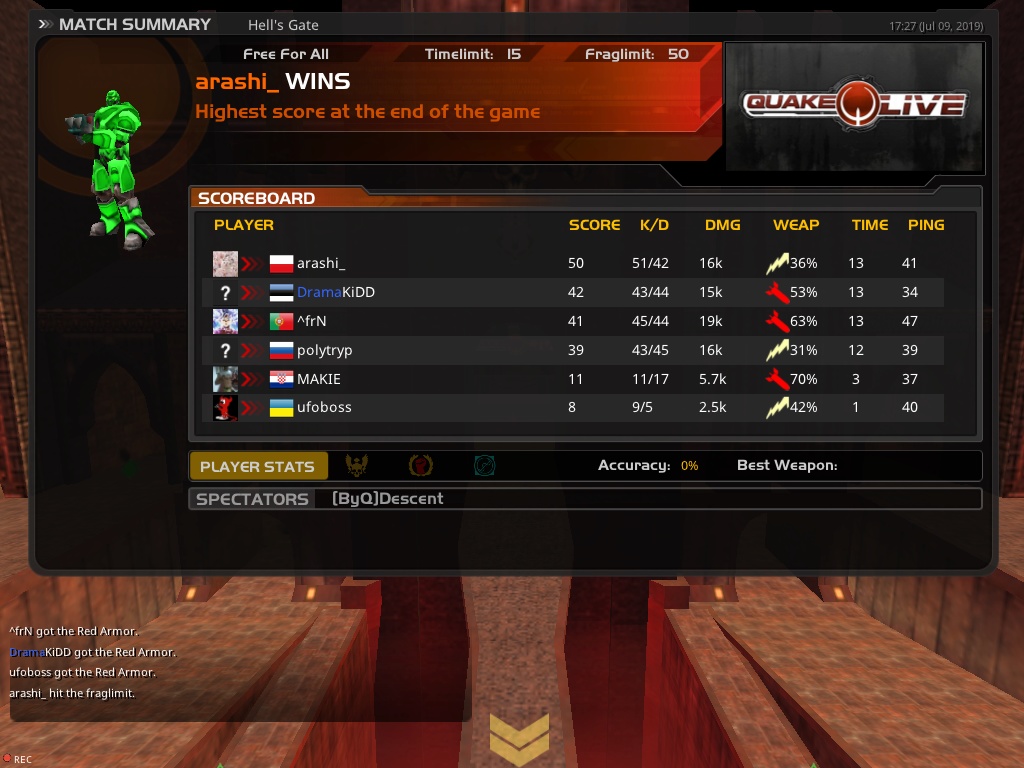 MATCH SUMMARY Hell's Gate 17:27 (Jul 09, 2019)
Free For All Timelimit: 15 Fraglimit: 50
arashi_ WINS
Highest score at the end of the game
QUAKE LIVE
SCOREBOARD
PLAYER SCORE K/D DMG WEAP TIME PING
arashi_ 50 51/42 16k 36% 13 41
? DramaKiDD 42 43/44 15k 53% 13 34
^frN 41 45/44 19k 63% 13 47
? polytryp 39 43/45 16k 31% 12 39
MAKIE 11 11/17 5.7k 70% 3 37
ufoboss 8 9/5 2.5k 42% 1 40
PLAYER STATS Accuracy: 0% Best Weapon:
SPECTATORS [ByQ]Descent
^frN got the Red Armor.
DramaKiDD got the Red Armor.
ufoboss got the Red Armor.
arashi_ hit the fraglimit.
REC